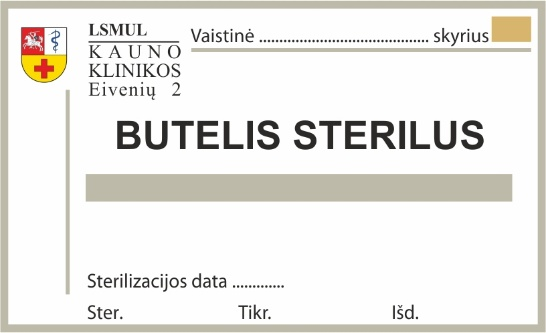 LSMUL
KAUNO
KLINIKOS
Eivenių 2
Vaistinė .......................................... skyrius
BUTELIS STERILUS
Sterilizacijos data .............
Ster. Tikr. Išd.